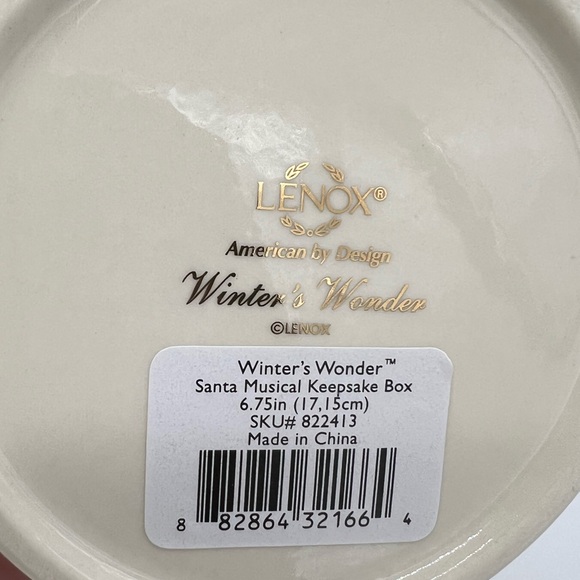 LENOX®
American by Design
Winter's Wonder
©LENOX
Winter's Wonder™
Santa Musical Keepsake Box
6.75in (17,15cm)
SKU# 822413
Made in China
8 82864 32166 4